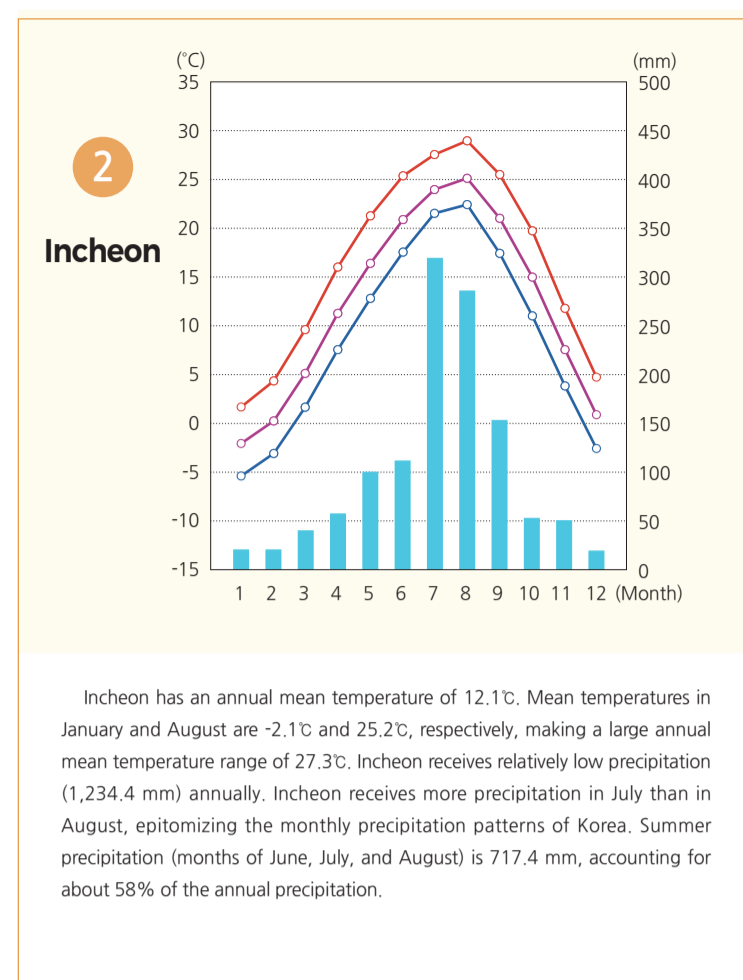 (℃) (mm)
35 500
30 450
2
25 400
20 350
Incheon
15 300
10 250
5 200
0 150
-5 100
-10 50
-15 0
1 2 3 4 5 6 7 8 9 10 11 12 (Month)
Incheon has an annual mean temperature of 12.1℃. Mean temperatures in
January and August are -2.1℃ and 25.2℃, respectively, making a large annual
mean temperature range of 27.3℃. Incheon receives relatively low precipitation
(1,234.4 mm) annually. Incheon receives more precipitation in July than in
August, epitomizing the monthly precipitation patterns of Korea. Summer
precipitation (months of June, July, and August) is 717.4 mm, accounting for
about 58% of the annual precipitation.